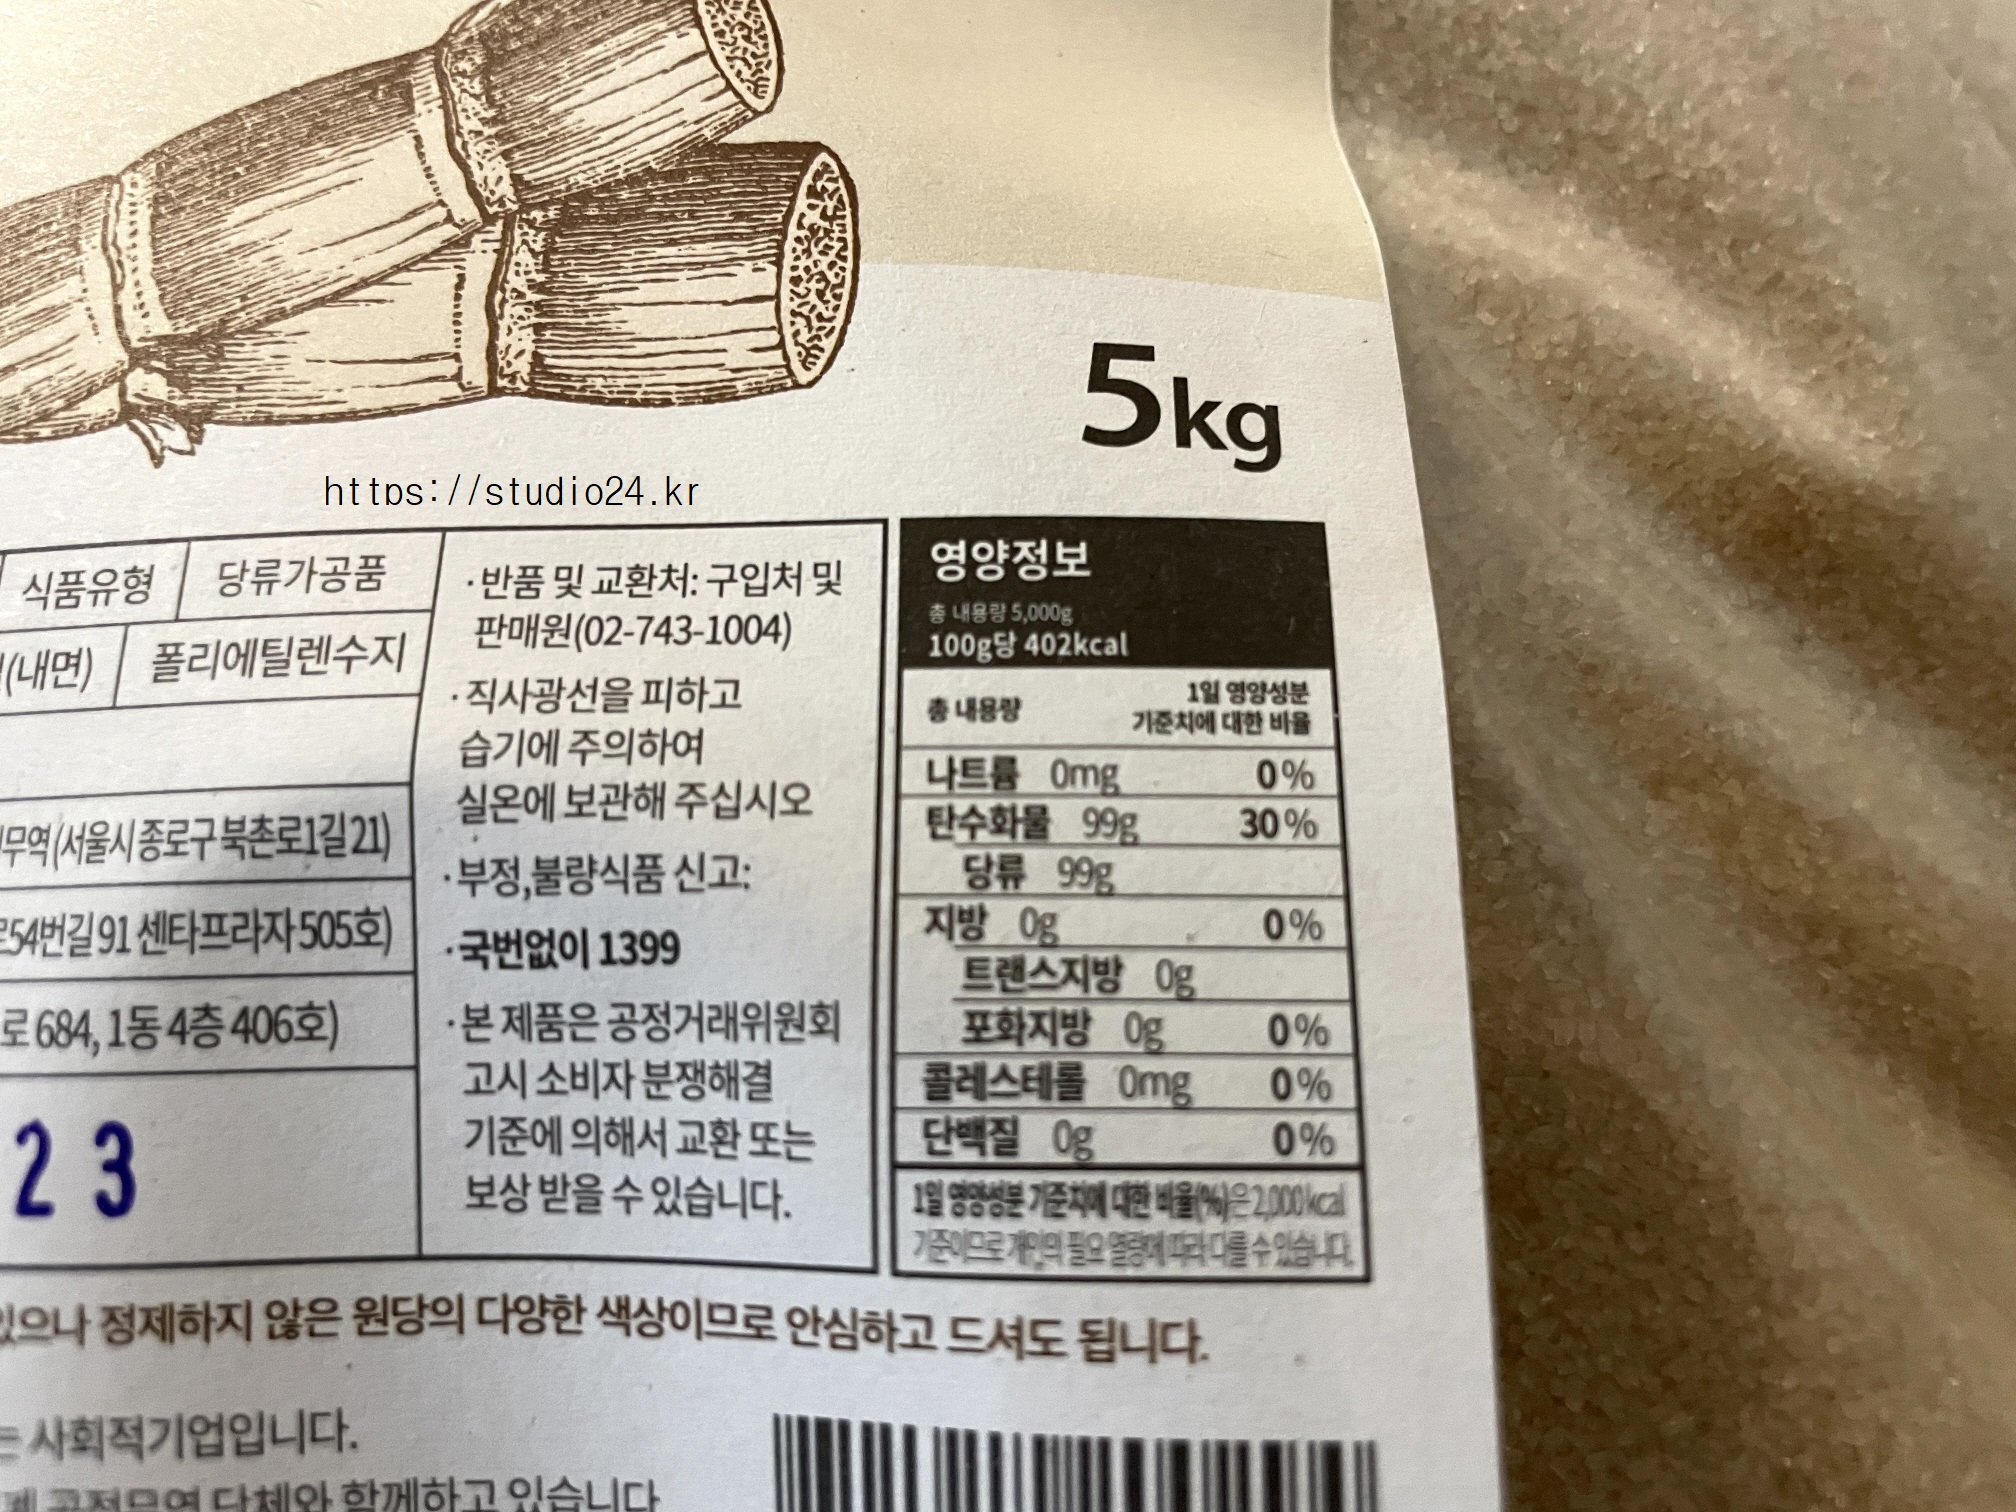 5kg
https://studio24.kr
식품유형 당류가공품
(내면) 폴리에틸렌수지
무역(서울시 종로구 북촌로1길 21)
54번길 91 센타프라자 505호)
로 684, 1동 4층 406호)
23
·반품 및 교환처: 구입처 및
판매원(02-743-1004)
·직사광선을 피하고
습기에 주의하여
실온에 보관해 주십시오
·부정,불량식품 신고:
·국번없이 1399
·본 제품은 공정거래위원회
고시 소비자 분쟁해결
기준에 의해서 교환 또는
보상 받을 수 있습니다.
영양정보
총 내용량 5,000g
100g당 402kcal
총 내용량 1일 영양성분
기준치에 대한 비율
나트륨 0mg 0%
탄수화물 99g 30%
당류 99g
지방 0g 0%
트랜스지방 0g
포화지방 0g 0%
콜레스테롤 0mg 0%
단백질 0g 0%
1일 영양성분 기준치에 대한 비율(%)은 2,000kcal
기준이므로 개인의 필요 열량에 따라 다를 수 있습니다.
있으나 정제하지 않은 원당의 다양한 색상이므로 안심하고 드셔도 됩니다.
는 사회적기업입니다.
공정무역 단체와 함께하고 있습니다